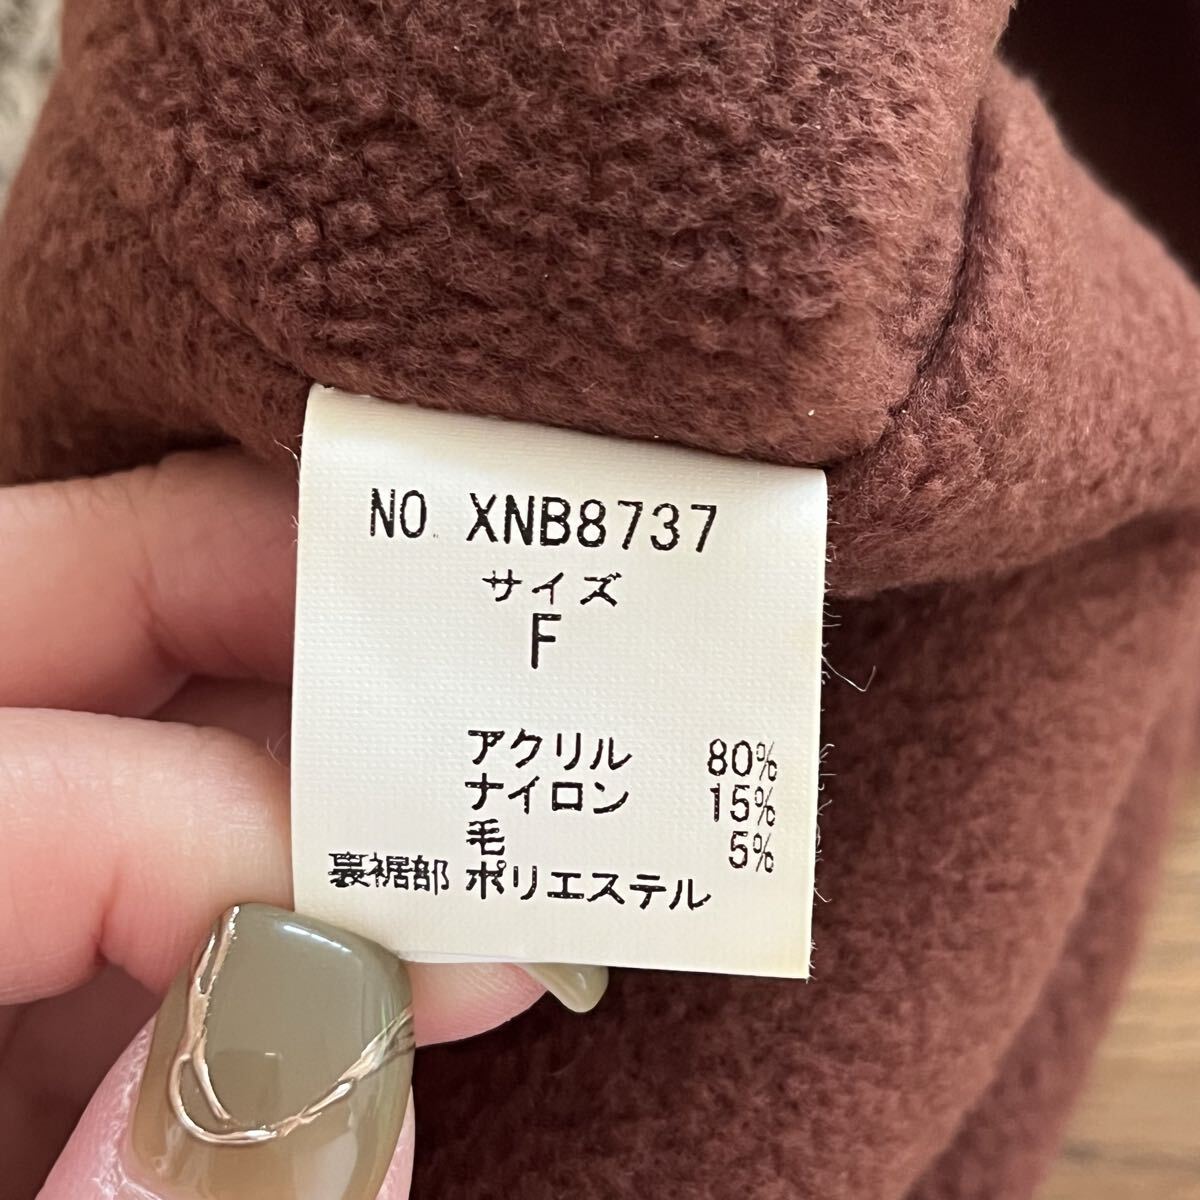 NO XNB8737
サイズ
F
アクリル 80%
ナイロン 15%
毛 5%
裏裾部 ポリエステル